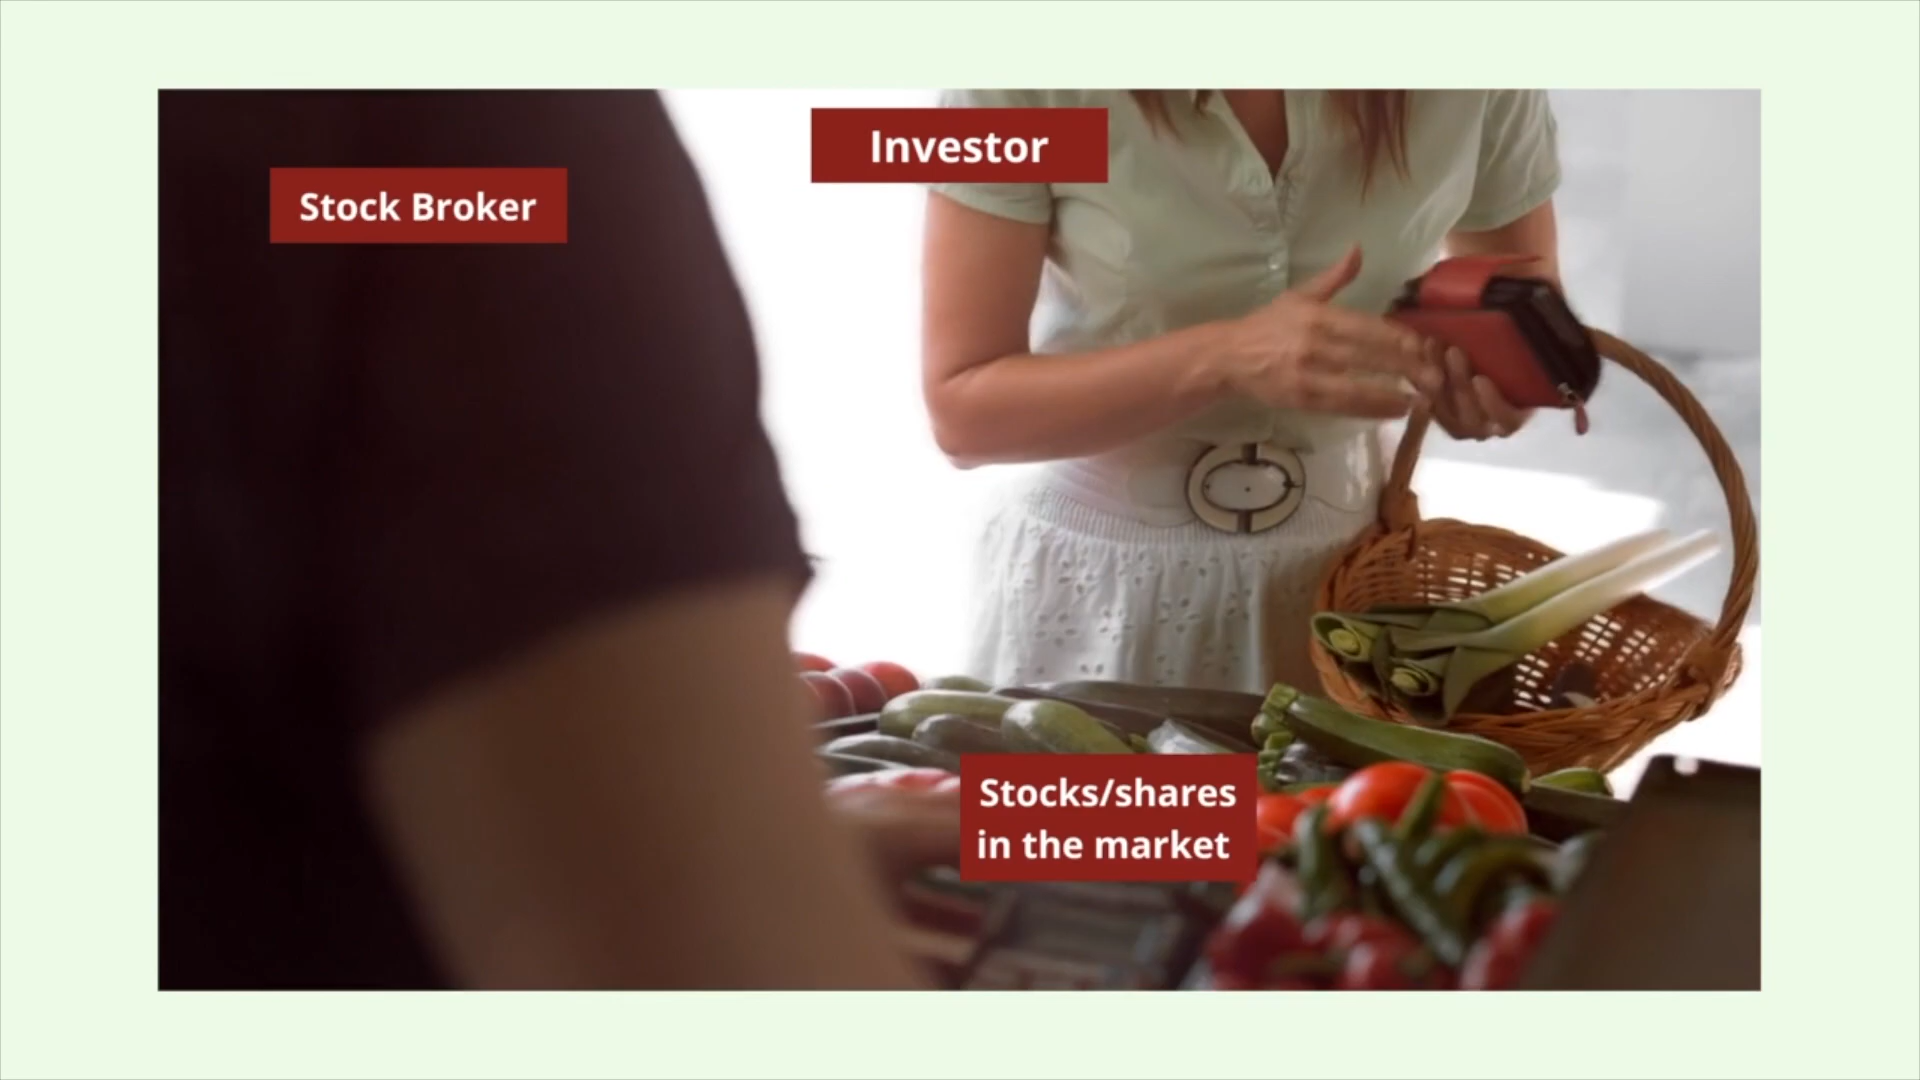 Stock Broker
Investor
Stocks/shares
in the market